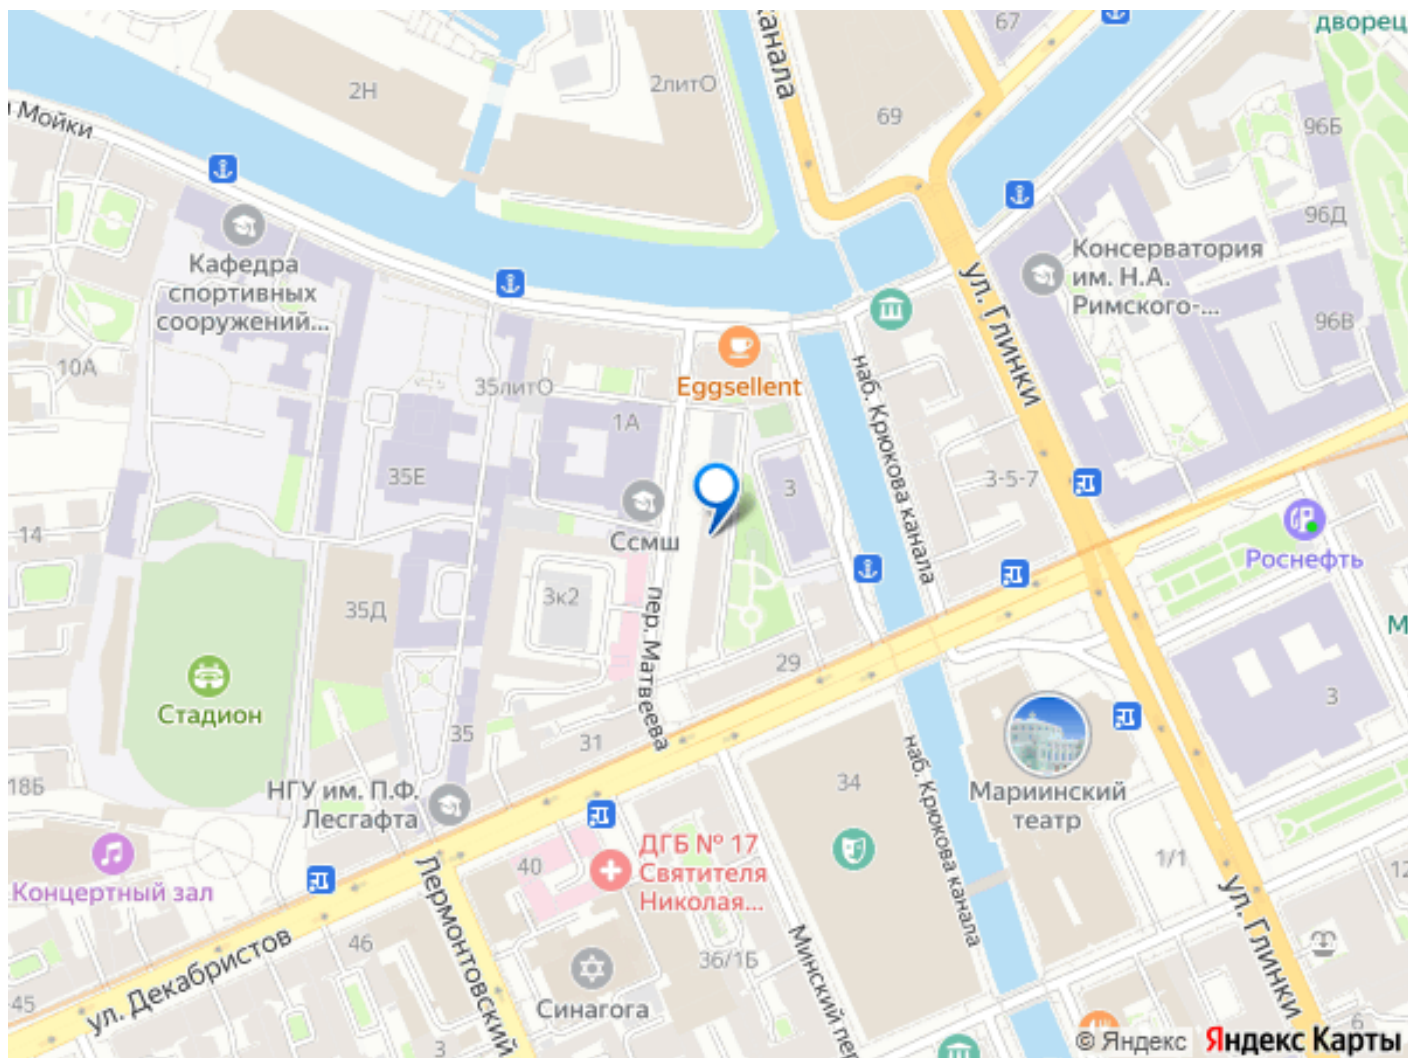 дворец
67
канала
2Н
2литО
69
Мойки
96Б
96Д
Кафедра
спортивных
сооружений...
Консерватория
им. Н.А.
Римского-...
ул. Глинки
96В
10А
35литО
Eggsellent
наб. Крюкова канала
1А
35Е
3
3-5-7
14
Ссмш
Роснефть
35Д
3к2
пер. Матвеева
М
29
Стадион
3
35
31
наб. Крюкова канала
18Б
НГУ им. П.Ф.
Лесгафта
34
Мариинский
театр
ДГБ № 17
Святителя
Николая...
40
1/1
12
Концертный зал
Лермонтовский
ул. Глинки
46
36/1Б
Минский пер
ул. Декабристов
45
Синагога
3
6
© Яндекс Яндекс Карты